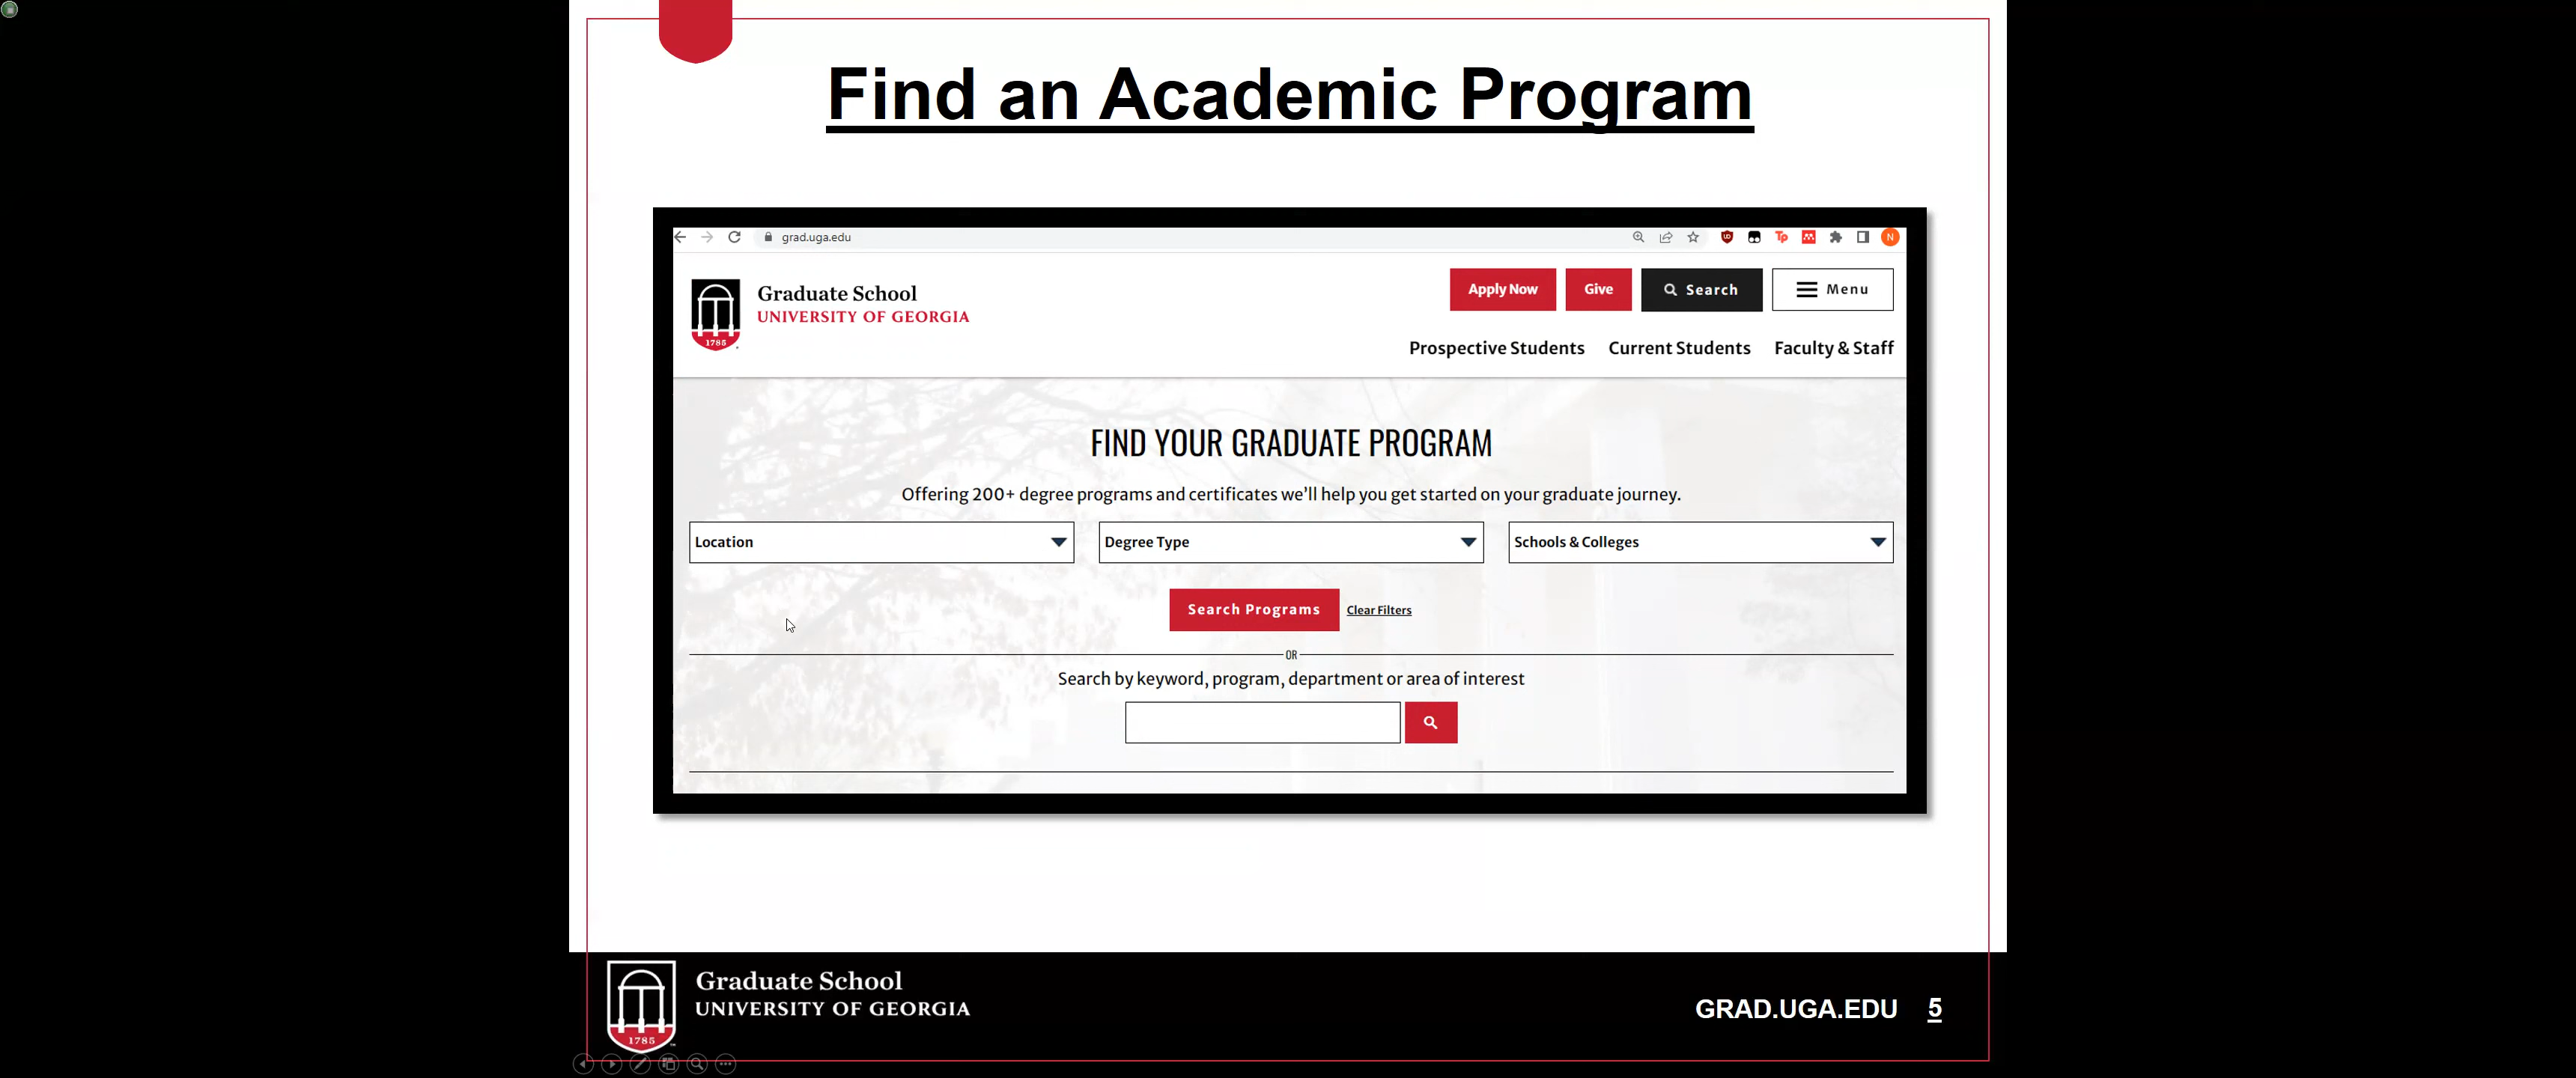 Find an Academic Program
grad.uga.edu
UD
Tp
N
Graduate School
UNIVERSITY OF GEORGIA
1785
Apply Now
Give
Search
Menu
Prospective Students
Current Students
Faculty & Staff
FIND YOUR GRADUATE PROGRAM
Offering 200+ degree programs and certificates we’ll help you get started on your graduate journey.
Location
Degree Type
Schools & Colleges
Search Programs
Clear Filters
OR
Search by keyword, program, department or area of interest
Graduate School
UNIVERSITY OF GEORGIA
1785
GRAD.UGA.EDU 5